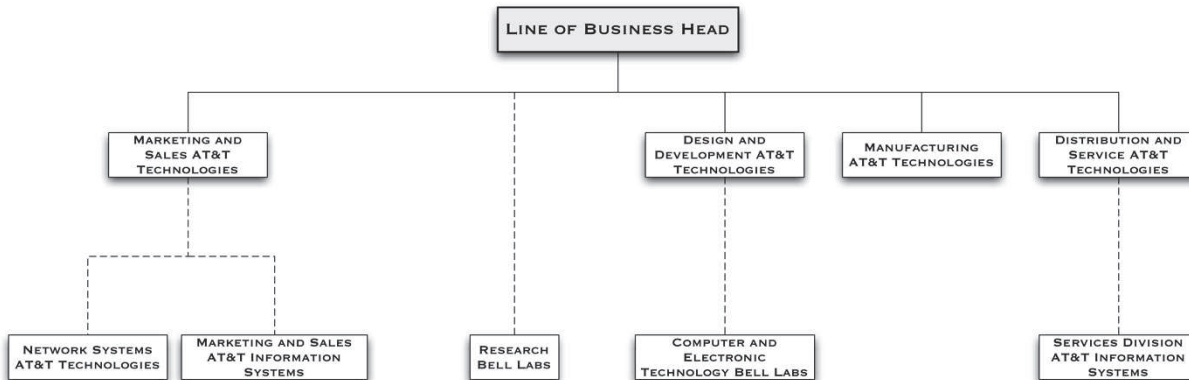 LINE OF BUSINESS HEAD
MARKETING AND
SALES AT&T
TECHNOLOGIES
DESIGN AND
DEVELOPMENT AT&T
TECHNOLOGIES
MANUFACTURING
AT&T TECHNOLOGIES
DISTRIBUTION AND
SERVICE AT&T
TECHNOLOGIES
NETWORK SYSTEMS
AT&T TECHNOLOGIES
MARKETING AND SALES
AT&T INFORMATION
SYSTEMS
RESEARCH
BELL LABS
COMPUTER AND
ELECTRONIC
TECHNOLOGY BELL LABS
SERVICES DIVISION
AT&T INFORMATION
SYSTEMS